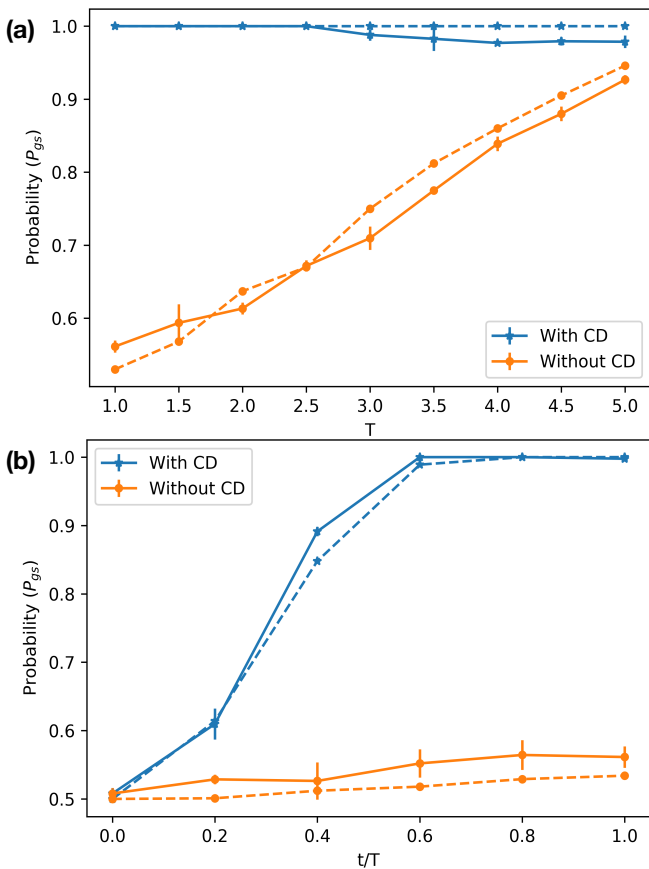 (a)
1.0
0.9
0.8
0.7
0.6
Probability (P_gs)
With CD
Without CD
1.0 1.5 2.0 2.5 3.0 3.5 4.0 4.5 5.0
T
(b)
1.0
0.9
0.8
0.7
0.6
0.5
Probability (P_gs)
With CD
Without CD
0.0 0.2 0.4 0.6 0.8 1.0
t/T